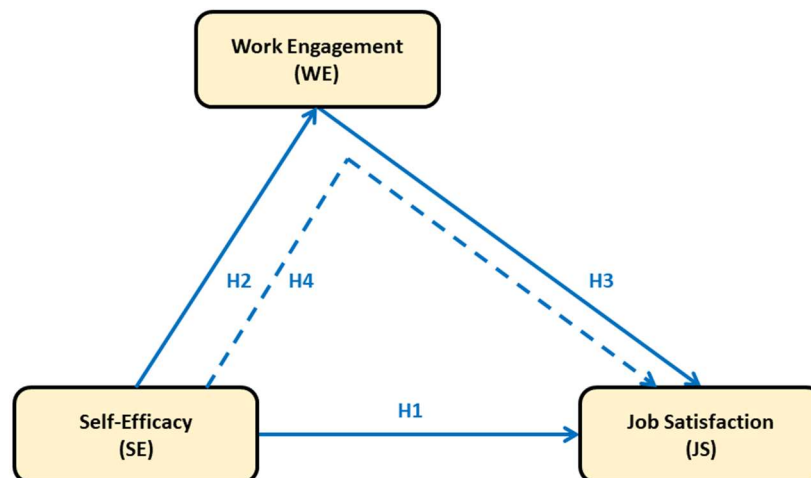 Work Engagement
(WE)
H2
H4
H3
H1
Self-Efficacy
(SE)
Job Satisfaction
(JS)